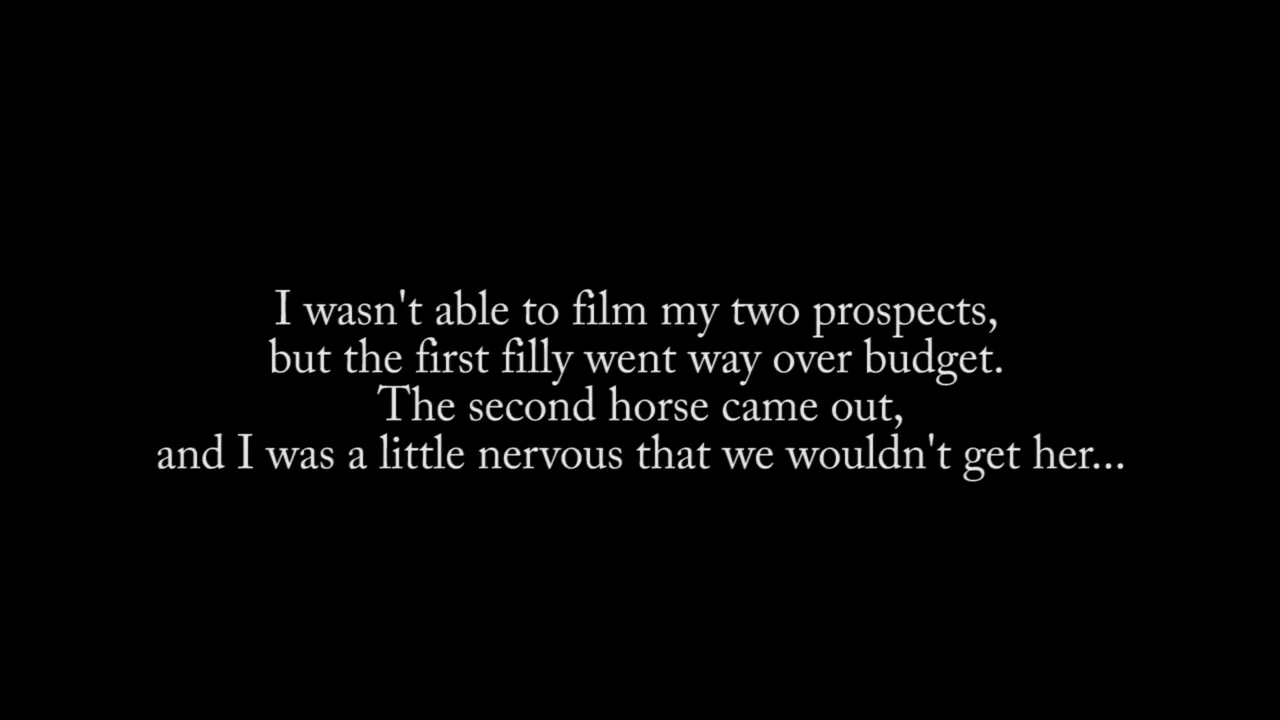 I wasn't able to film my two prospects,
but the first filly went way over budget.
The second horse came out,
and I was a little nervous that we wouldn't get her...